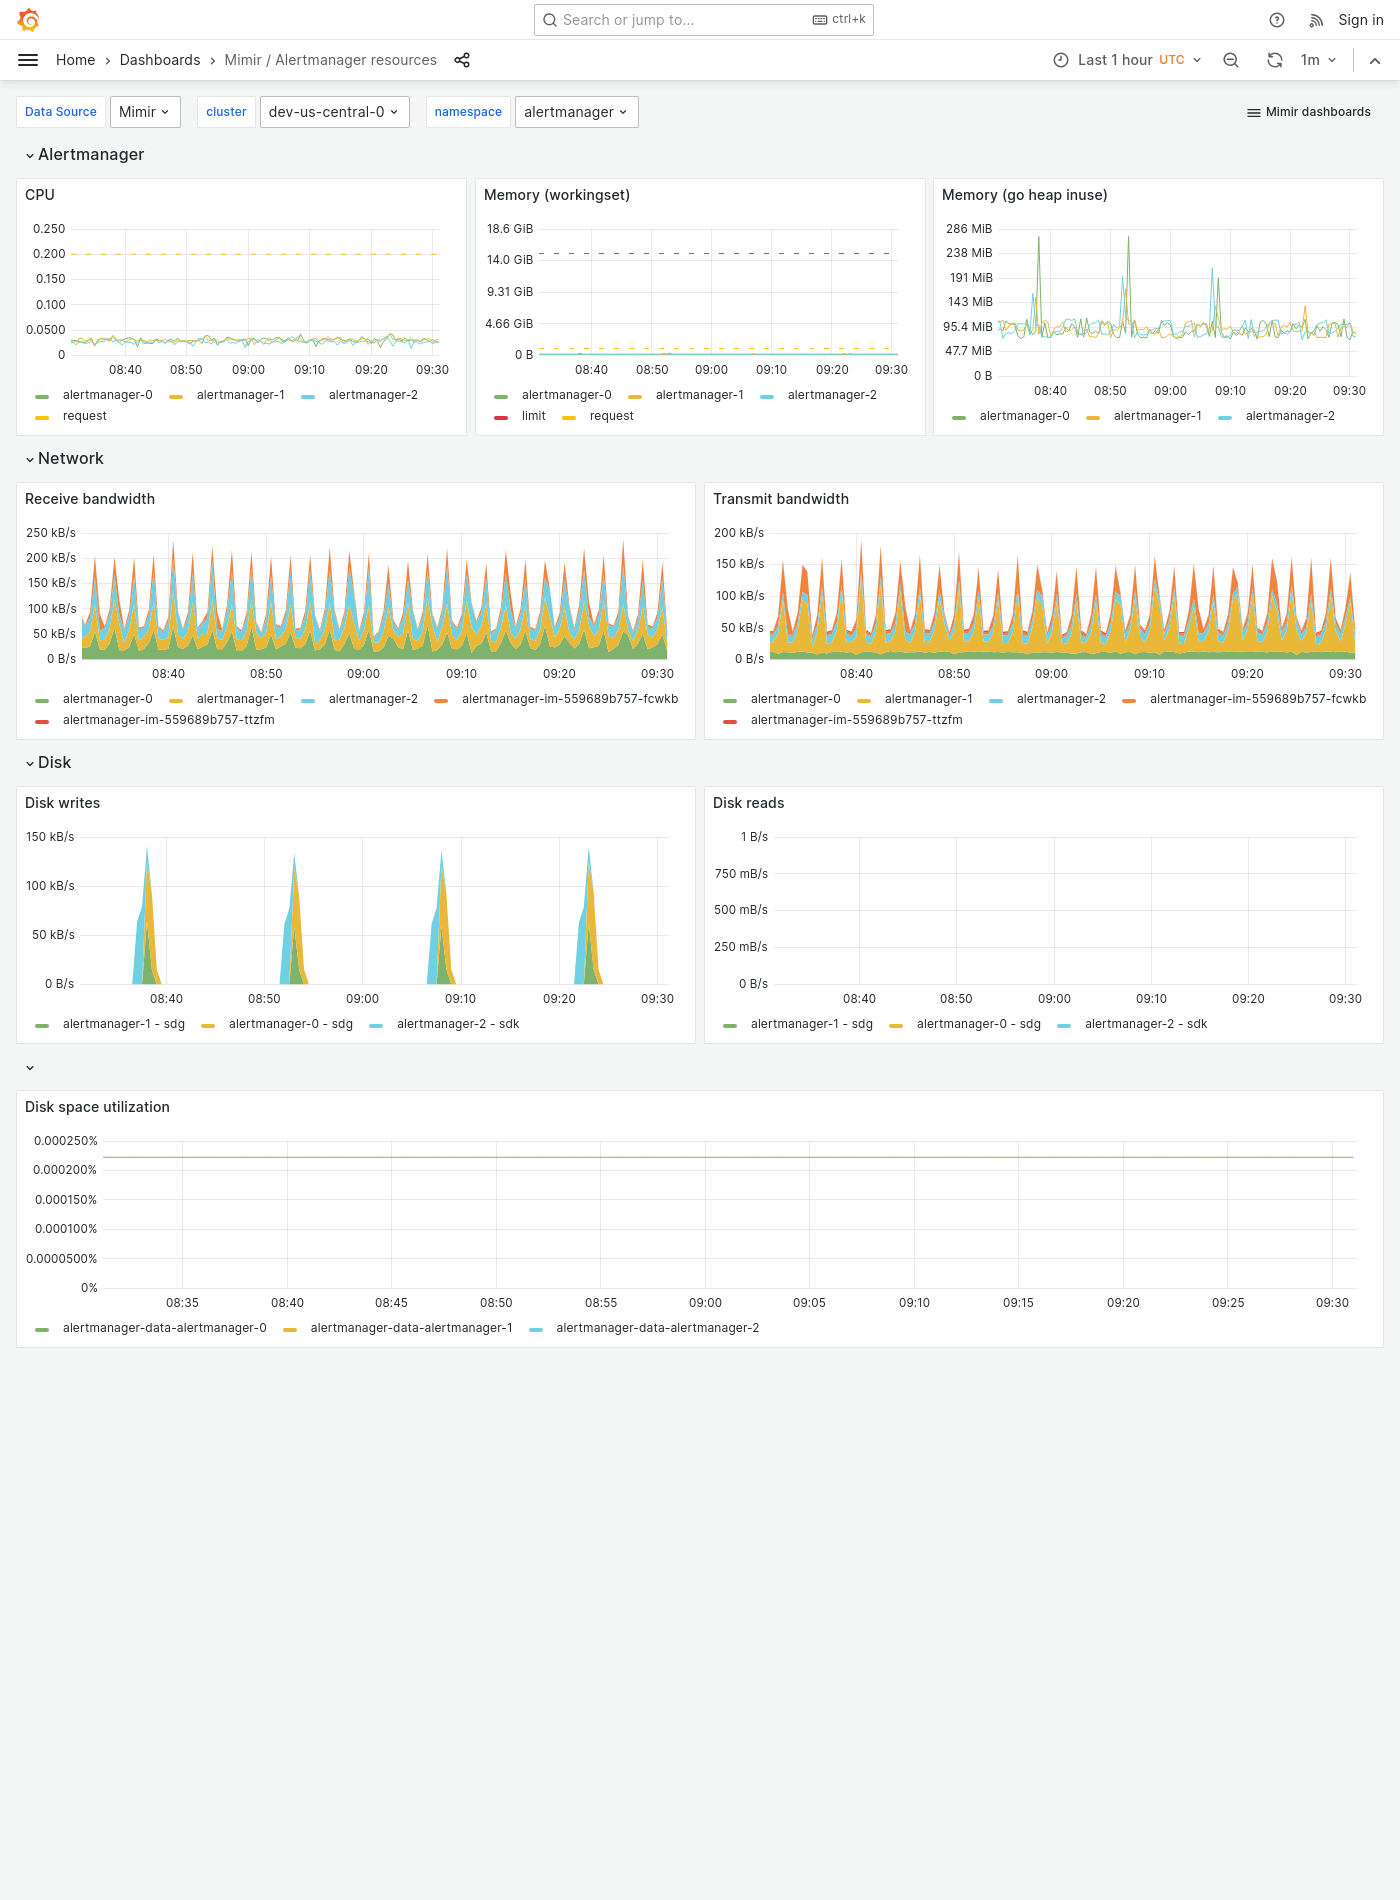 Search or jump to... ctrl+k Sign in
Home Dashboards Mimir / Alertmanager resources Last 1 hour UTC 1m
Data Source Mimir cluster dev-us-central-0 namespace alertmanager Mimir dashboards
Alertmanager
CPU
0.250
0.200
0.150
0.100
0.0500
0
08:40 08:50 09:00 09:10 09:20 09:30
alertmanager-0 alertmanager-1 alertmanager-2
request
Memory (workingset)
18.6 GiB
14.0 GiB
9.31 GiB
4.66 GiB
0 B
08:40 08:50 09:00 09:10 09:20 09:30
alertmanager-0 alertmanager-1 alertmanager-2
limit request
Memory (go heap inuse)
286 MiB
238 MiB
191 MiB
143 MiB
95.4 MiB
47.7 MiB
0 B
08:40 08:50 09:00 09:10 09:20 09:30
alertmanager-0 alertmanager-1 alertmanager-2
Network
Receive bandwidth
250 kB/s
200 kB/s
150 kB/s
100 kB/s
50 kB/s
0 B/s
08:40 08:50 09:00 09:10 09:20 09:30
alertmanager-0 alertmanager-1 alertmanager-2 alertmanager-im-559689b757-fcwkb
alertmanager-im-559689b757-ttzfm
Transmit bandwidth
200 kB/s
150 kB/s
100 kB/s
50 kB/s
0 B/s
08:40 08:50 09:00 09:10 09:20 09:30
alertmanager-0 alertmanager-1 alertmanager-2 alertmanager-im-559689b757-fcwkb
alertmanager-im-559689b757-ttzfm
Disk
Disk writes
150 kB/s
100 kB/s
50 kB/s
0 B/s
08:40 08:50 09:00 09:10 09:20 09:30
alertmanager-1 - sdg alertmanager-0 - sdg alertmanager-2 - sdk
Disk reads
1 B/s
750 mB/s
500 mB/s
250 mB/s
0 B/s
08:40 08:50 09:00 09:10 09:20 09:30
alertmanager-1 - sdg alertmanager-0 - sdg alertmanager-2 - sdk
Disk space utilization
0.000250%
0.000200%
0.000150%
0.000100%
0.0000500%
0%
08:35 08:40 08:45 08:50 08:55 09:00 09:05 09:10 09:15 09:20 09:25 09:30
alertmanager-data-alertmanager-0 alertmanager-data-alertmanager-1 alertmanager-data-alertmanager-2